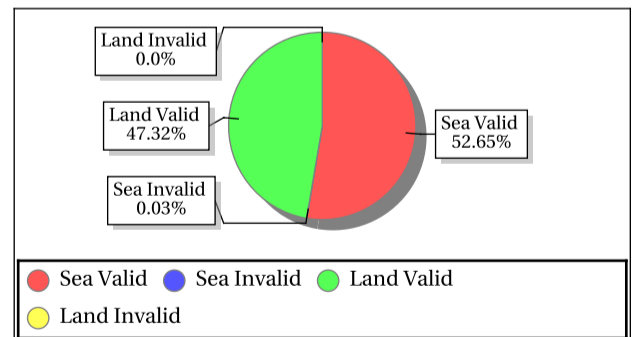 Land Invalid
0.0%
Land Valid
47.32%
Sea Valid
52.65%
Sea Invalid
0.03%
Sea Valid Sea Invalid Land Valid
Land Invalid